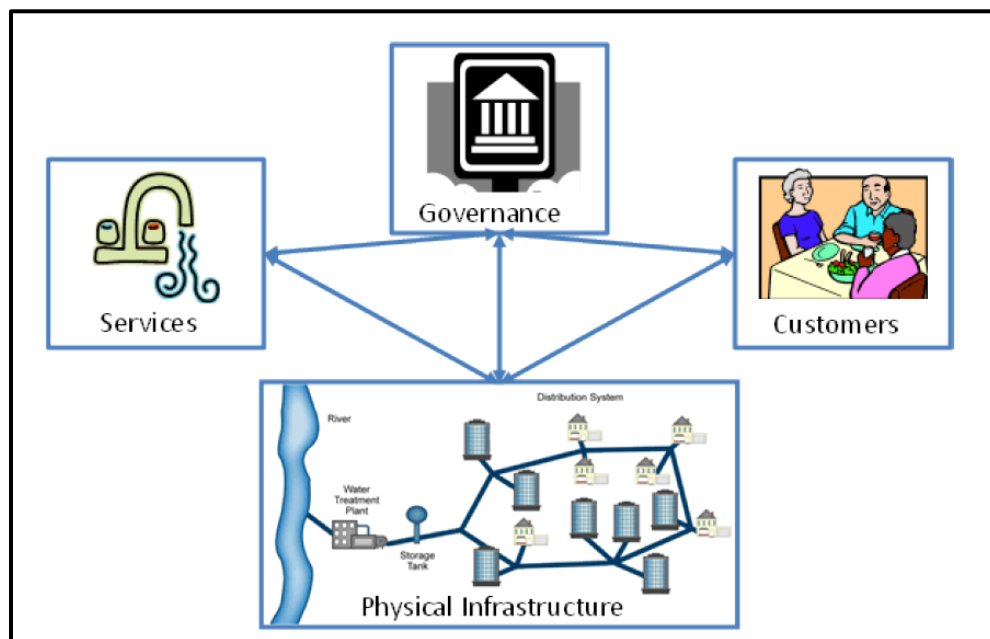 Governance
Services
Customers
Distribution System
River
Water
Treatment
Plant
Storage
Tank
Physical Infrastructure